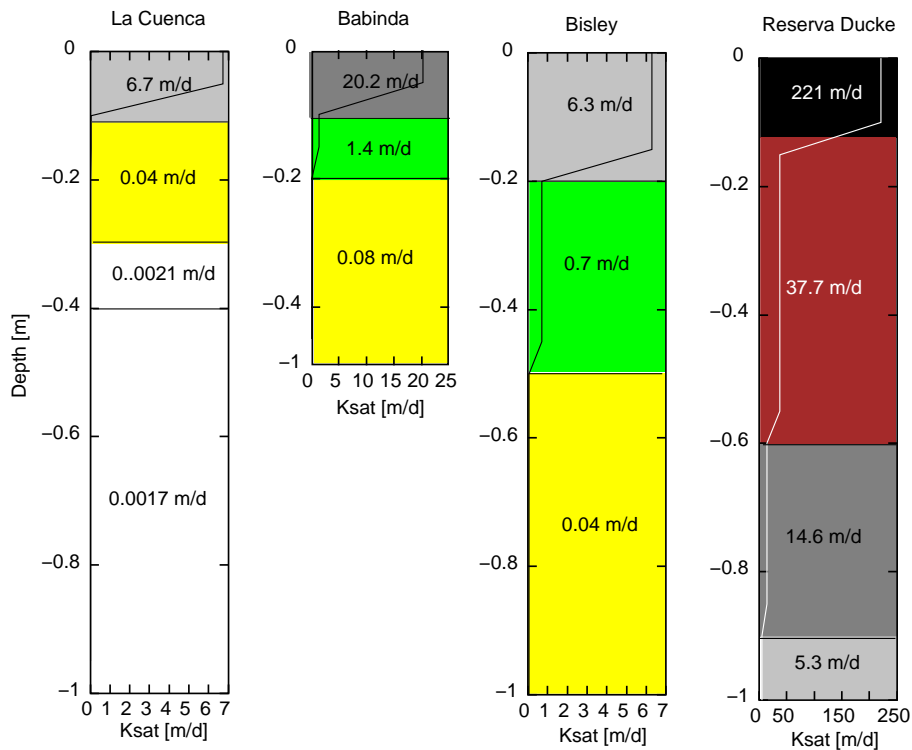 La Cuenca
0
6.7 m/d
−0.2
0.04 m/d
0..0021 m/d
−0.4
Depth [m]
−0.6
0.0017 m/d
−0.8
−1
0 1 2 3 4 5 6 7
Ksat [m/d]
Babinda
0
20.2 m/d
1.4 m/d
−0.2
0.08 m/d
−0.4
−1
0 5 10 15 20 25
Ksat [m/d]
Bisley
0
6.3 m/d
−0.2
0.7 m/d
−0.4
−0.6
0.04 m/d
−0.8
−1
0 1 2 3 4 5 6 7
Ksat [m/d]
Reserva Ducke
0
221 m/d
−0.2
37.7 m/d
−0.4
−0.6
14.6 m/d
−0.8
5.3 m/d
−1
0 50 150 250
Ksat [m/d]